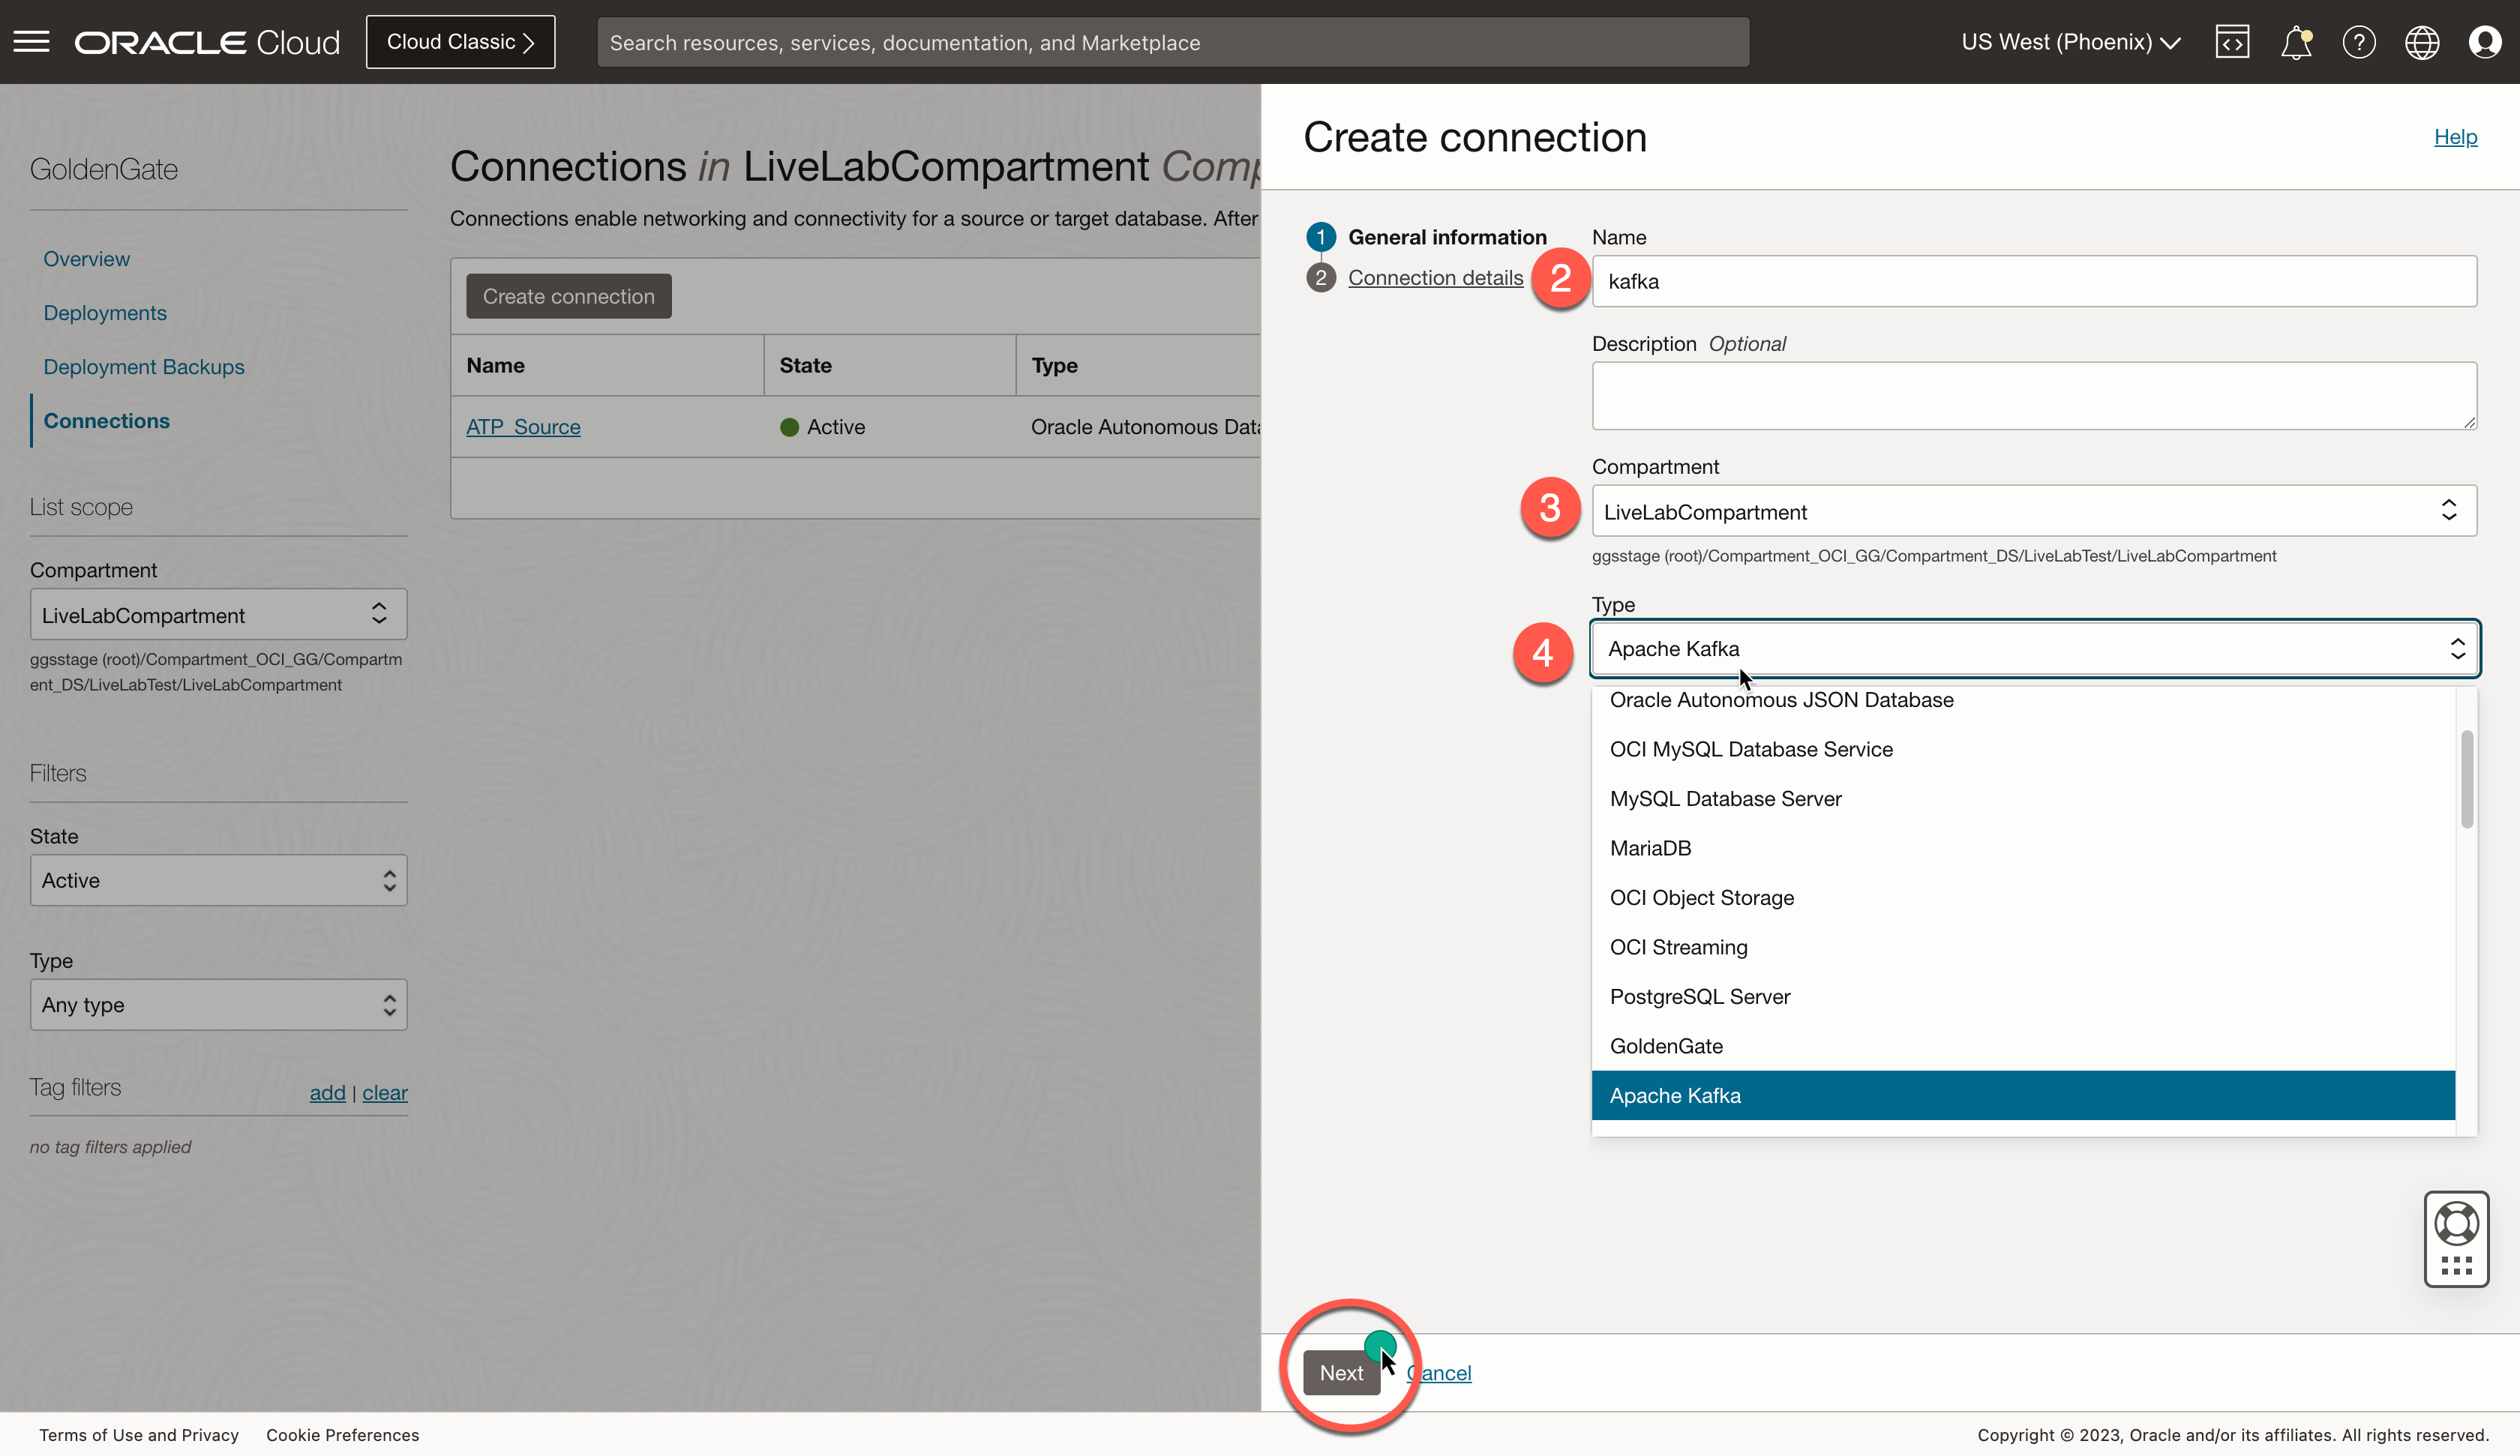 ORACLE Cloud
Cloud Classic
Search resources, services, documentation, and Marketplace
US West (Phoenix)
GoldenGate
Overview
Deployments
Deployment Backups
Connections
List scope
Compartment
LiveLabCompartment
ggsstage (root)/Compartment_OCI_GG/Compartm
ent_DS/LiveLabTest/LiveLabCompartment
Filters
State
Active
Type
Any type
Tag filters
add | clear
no tag filters applied
Connections in LiveLabCompartment Comp
Connections enable networking and connectivity for a source or target database. After
Create connection
Name State Type
ATP_Source Active Oracle Autonomous Data
Create connection
Help
1 General information
2 Connection details
2
Name
kafka
Description Optional
Compartment
3
LiveLabCompartment
ggsstage (root)/Compartment_OCI_GG/Compartment_DS/LiveLabTest/LiveLabCompartment
Type
4
Apache Kafka
Oracle Autonomous JSON Database
OCI MySQL Database Service
MySQL Database Server
MariaDB
OCI Object Storage
OCI Streaming
PostgreSQL Server
GoldenGate
Apache Kafka
Next
Cancel
Terms of Use and Privacy
Cookie Preferences
Copyright © 2023, Oracle and/or its affiliates. All rights reserved.